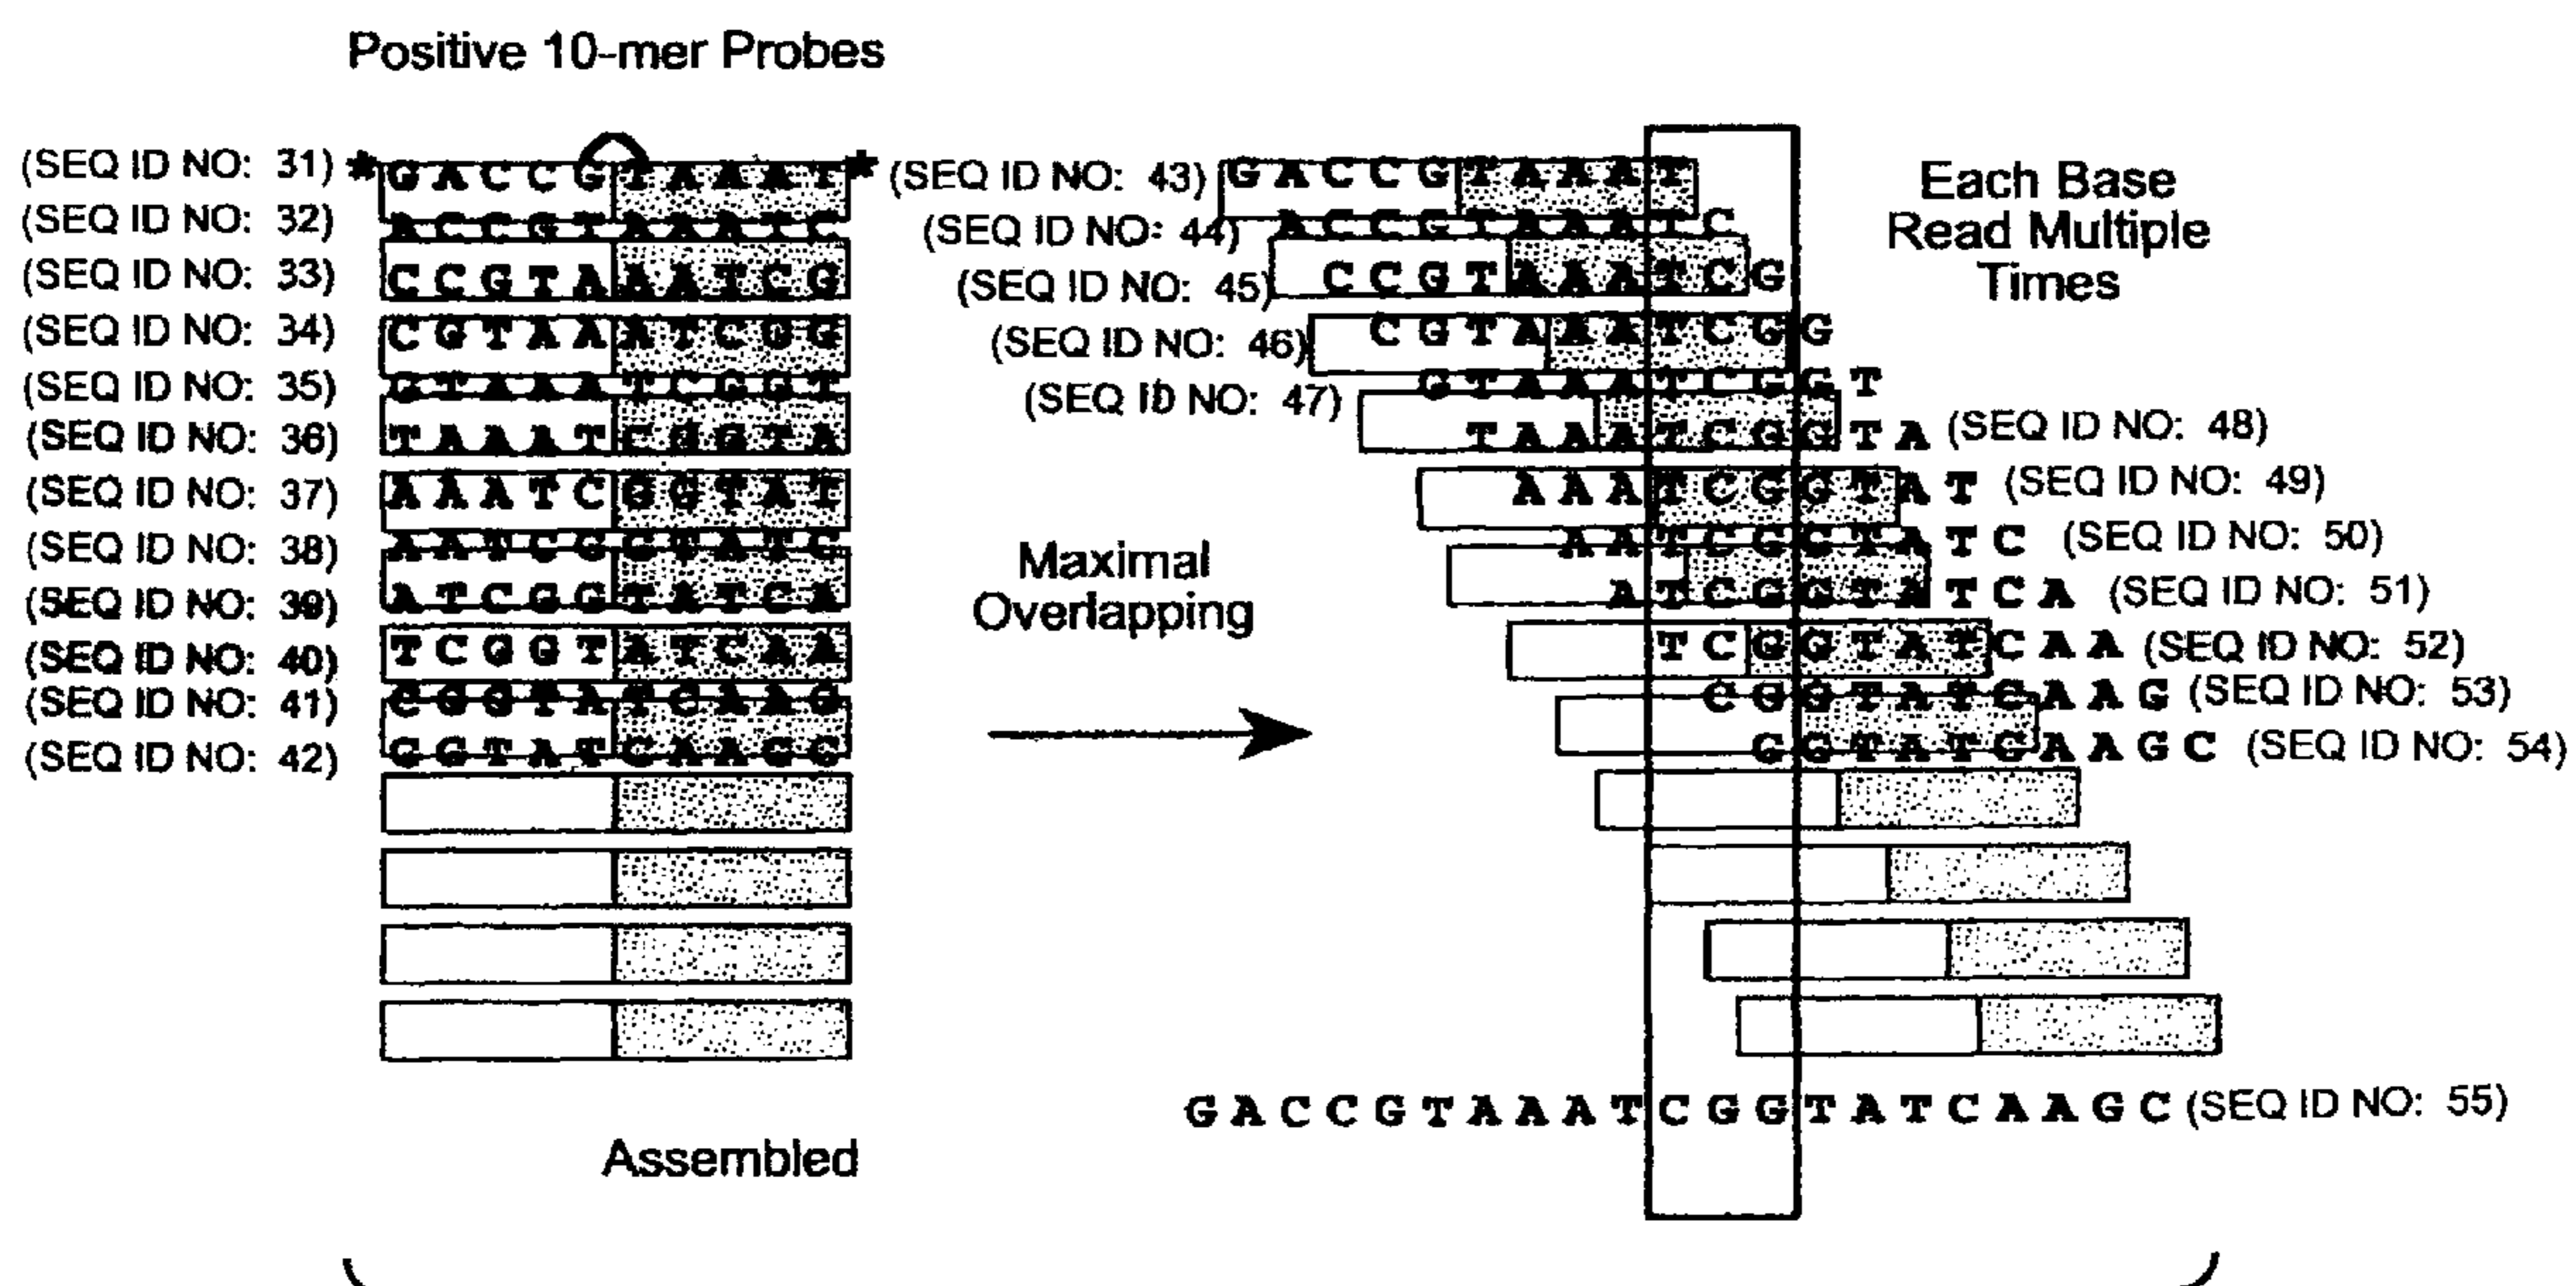 Positive 10-mer Probes
(SEQ ID NO: 31) *GACCGTAAAT*
(SEQ ID NO: 32) ACCGTAAATC
(SEQ ID NO: 33) CCGTAAATCG
(SEQ ID NO: 34) CGTAAATCGG
(SEQ ID NO: 35) GTAAATCGGT
(SEQ ID NO: 36) TAAATCGGTA
(SEQ ID NO: 37) AAATCGGTAT
(SEQ ID NO: 38) AATCGGTATC
(SEQ ID NO: 39) ATCGGTATCA
(SEQ ID NO: 40) TCGGTATCAA
(SEQ ID NO: 41) CGGTATCAAG
(SEQ ID NO: 42) GGTATCAAGC
Assembled
Maximal
Overlapping
(SEQ ID NO: 43) GACCGTAAAT
(SEQ ID NO: 44) ACCGTAAATC
(SEQ ID NO: 45) CCGTAAATCG
(SEQ ID NO: 46) CGTAAATCGG
(SEQ ID NO: 47) GTAAATCGGT
TAAATCGGTA (SEQ ID NO: 48)
AAATCGGTAT (SEQ ID NO: 49)
AATCGGTATC (SEQ ID NO: 50)
ATCGGTATCA (SEQ ID NO: 51)
TCGGTATCAA (SEQ ID NO: 52)
CGGTATCAAG (SEQ ID NO: 53)
GGTATCAAGC (SEQ ID NO: 54)
GACCGTAAATCGGTATCAAGC (SEQ ID NO: 55)
Each Base
Read Multiple
Times